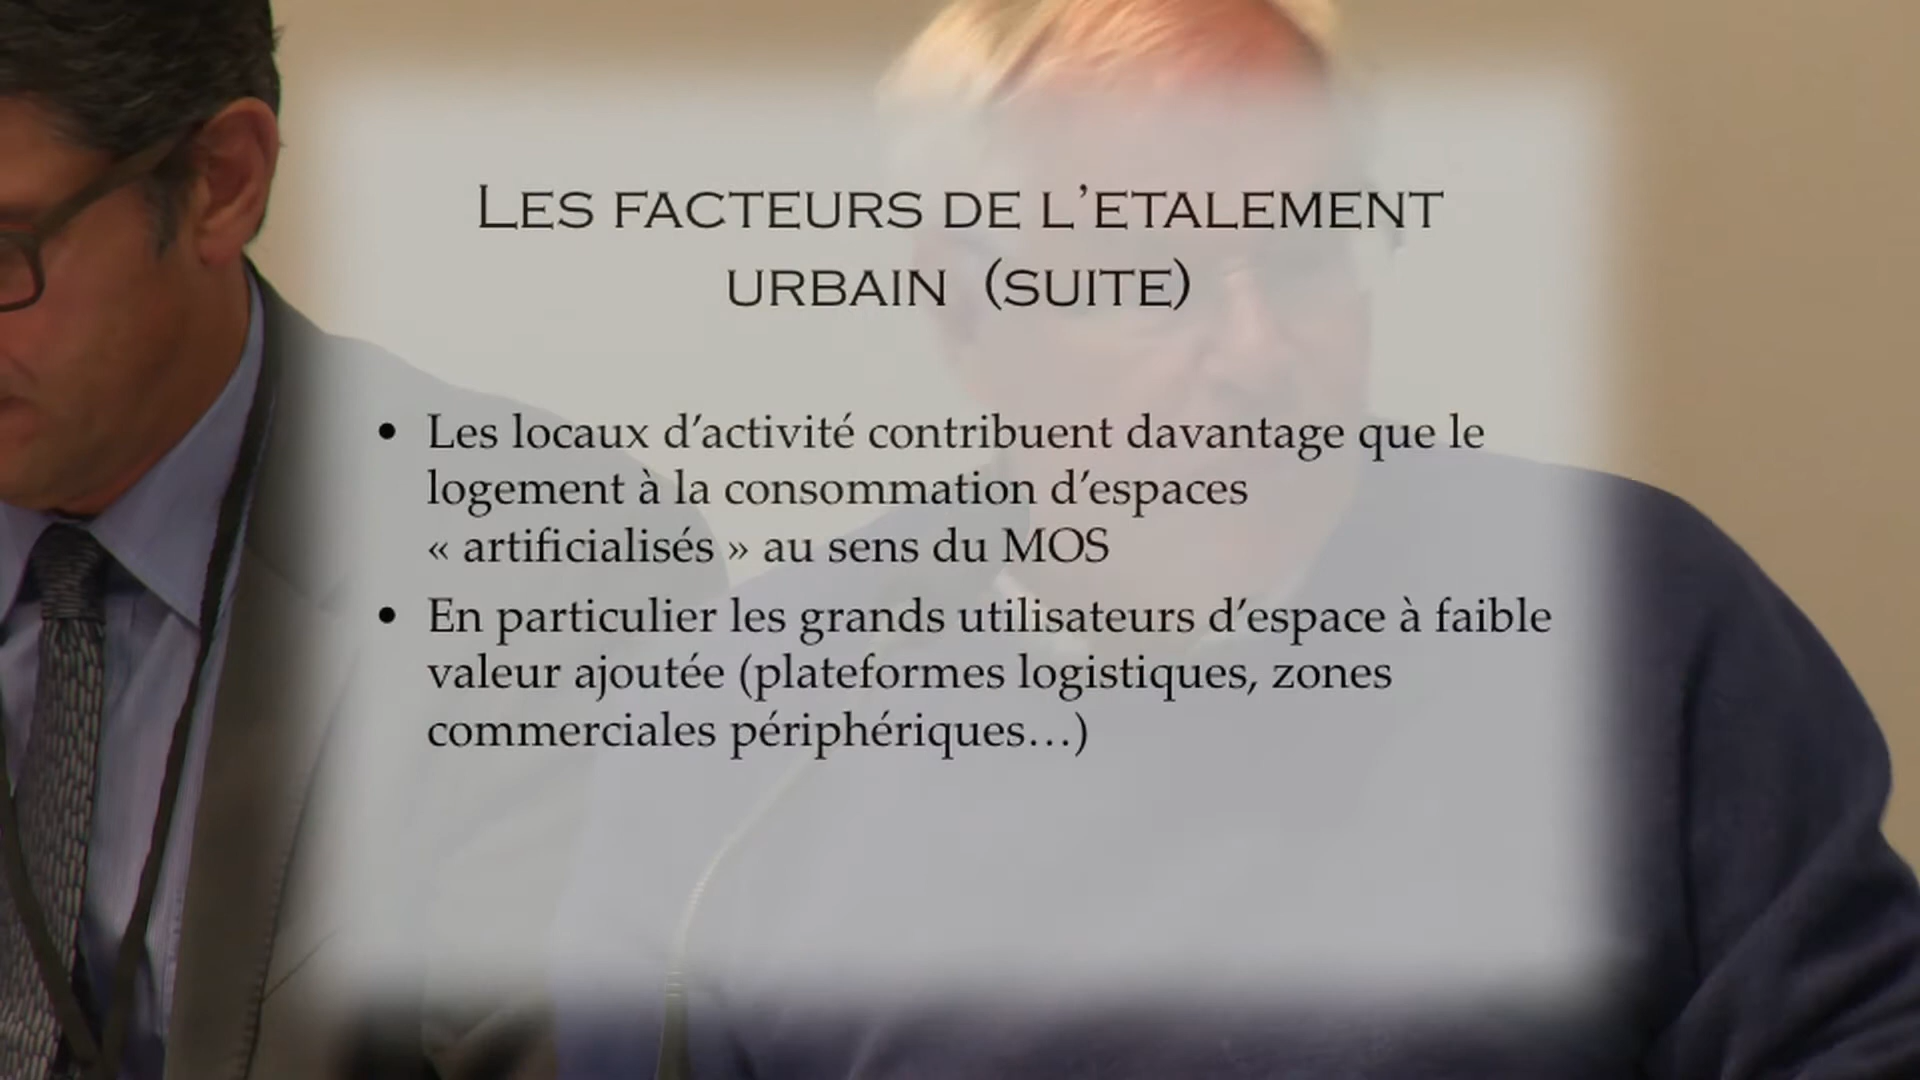 LES FACTEURS DE L’ETALEMENT
URBAIN (SUITE)
• Les locaux d’activité contribuent davantage que le
logement à la consommation d’espaces
« artificialisés » au sens du MOS
• En particulier les grands utilisateurs d’espace à faible
valeur ajoutée (plateformes logistiques, zones
commerciales périphériques…)